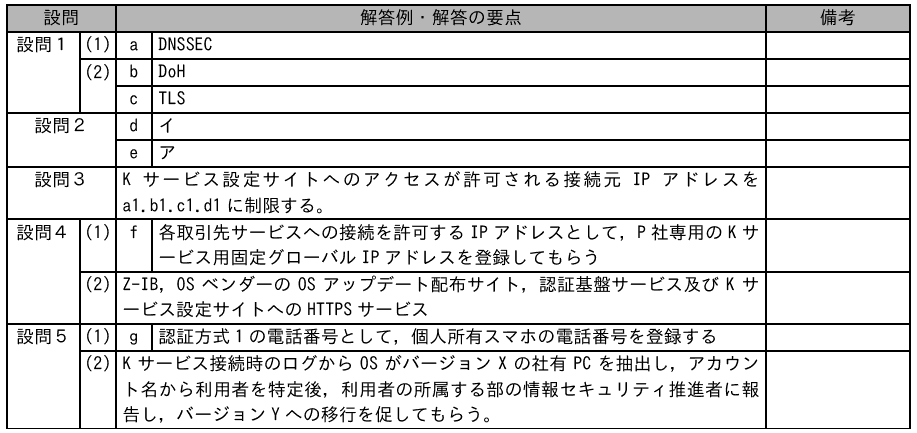 設問 解答例・解答の要点 備考
設問1 (1) a DNSSEC
(2) b DoH
c TLS
設問2 d イ
e ア
設問3 K サービス設定サイトへのアクセスが許可される接続元 IP アドレスを
a1.b1.c1.d1 に制限する。
設問4 (1) f 各取引先サービスへの接続を許可する IP アドレスとして，P 社専用の K サ
ービス用固定グローバル IP アドレスを登録してもらう
(2) Z-IB，OS ベンダーの OS アップデート配布サイト，認証基盤サービス及び K サ
ービス設定サイトへの HTTPS サービス
設問5 (1) g 認証方式 1 の電話番号として，個人所有スマホの電話番号を登録する
(2) K サービス接続時のログから OS がバージョン X の社有 PC を抽出し，アカウン
ト名から利用者を特定後，利用者の所属する部の情報セキュリティ推進者に報
告し，バージョン Y への移行を促してもらう。